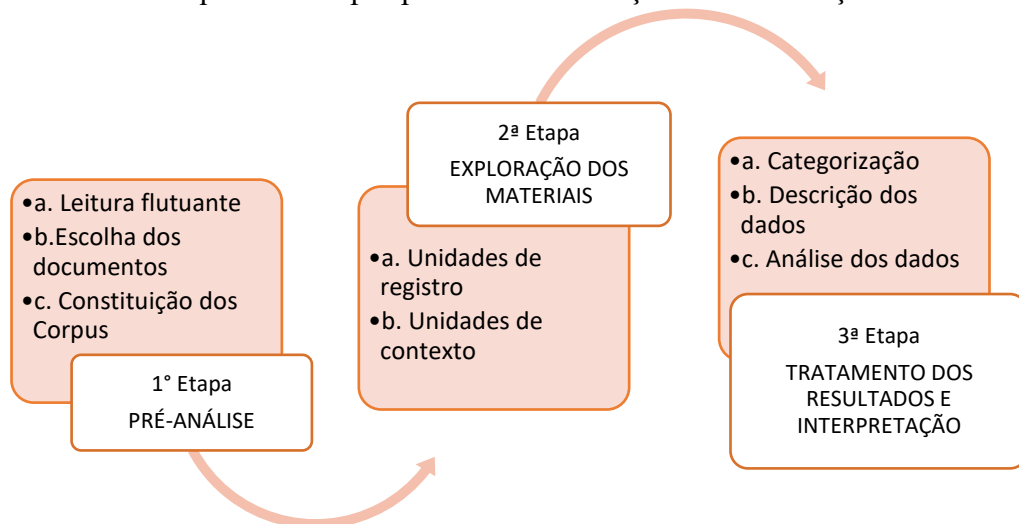 •a. Leitura flutuante
•b.Escolha dos
documentos
•c. Constituição dos
Corpus
1° Etapa
PRÉ-ANÁLISE
2ª Etapa
EXPLORAÇÃO DOS
MATERIAIS
•a. Unidades de
registro
•b. Unidades de
contexto
•a. Categorização
•b. Descrição dos
dados
•c. Análise dos dados
3ª Etapa
TRATAMENTO DOS
RESULTADOS E
INTERPRETAÇÃO